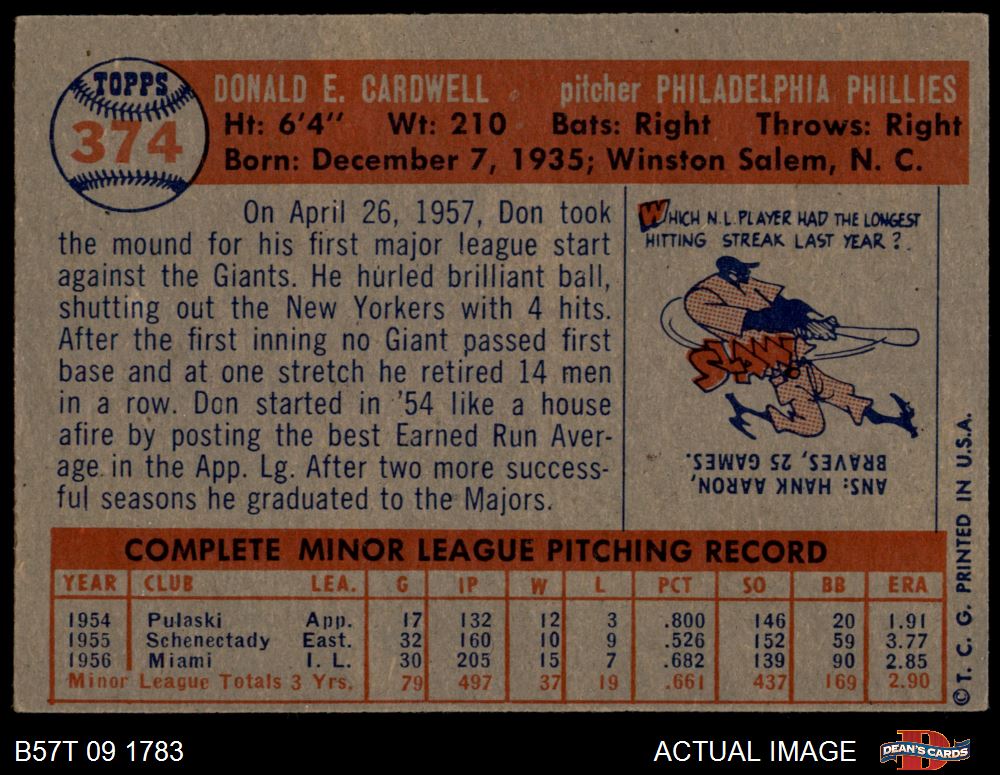 TOPPS
374
DONALD E. CARDWELL . pitcher PHILADELPHIA PHILLIES
Ht: 6'4" Wt: 210 Bats: Right Throws: Right
Born: December 7, 1935; Winston Salem, N. C.
On April 26, 1957, Don took
the mound for his first major league start
against the Giants. He hurled brilliant ball,
shutting out the New Yorkers with 4 hits.
After the first inning no Giant passed first
base and at one stretch he retired 14 men
in a row. Don started in '54 like a house
afire by posting the best Earned Run Aver-
age in the App. Lg. After two more success-
ful seasons he graduated to the Majors.
WHICH N.L. PLAYER HAD THE LONGEST
HITTING STREAK LAST YEAR?
SLAM
ANS: HANK AARON,
BRAVES, 25 GAMES.
COMPLETE MINOR LEAGUE PITCHING RECORD
YEAR CLUB LEA. G IP W L PCT SO BB ERA
1954 Pulaski App. 17 132 12 3 .800 146 20 1.91
1955 Schenectady East. 32 160 10 9 .526 152 59 3.77
1956 Miami I. L. 30 205 15 7 .682 139 90 2.85
Minor League Totals 3 Yrs. 79 497 37 19 .661 437 169 2.90
© T. C. G. PRINTED IN U.S.A.
B57T 09 1783 ACTUAL IMAGE
D
DEAN'S CARDS